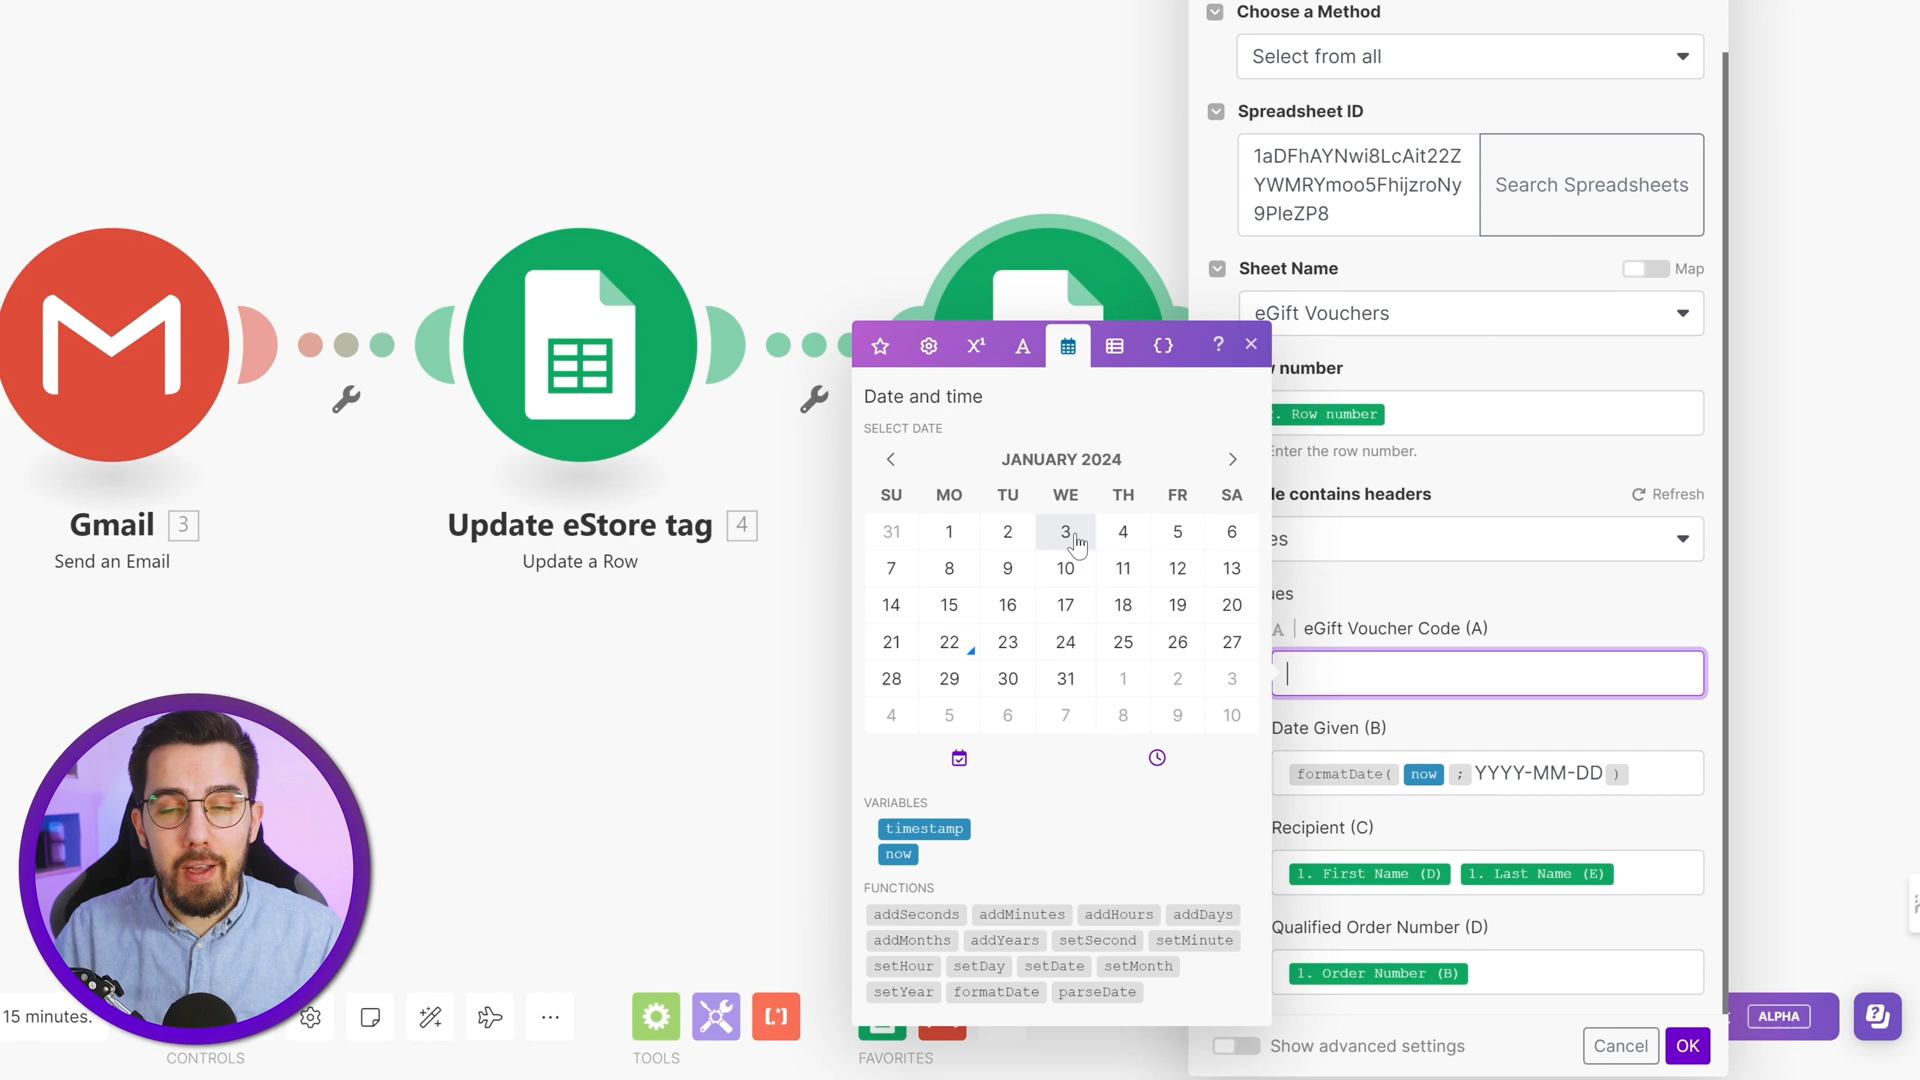 Choose a Method
Select from all
Spreadsheet ID
1aDFhAYNwi8LcAit22Z
YWMRYmoo5FhijzroNy
9PleZP8
Search Spreadsheets
Sheet Name
Map
eGift Vouchers
number
. Row number
Enter the row number.
le contains headers
Refresh
es
ues
A | eGift Voucher Code (A)
Date Given (B)
formatDate( now ; YYYY-MM-DD )
Recipient (C)
1. First Name (D) 1. Last Name (E)
Qualified Order Number (D)
1. Order Number (B)
Show advanced settings
Cancel
OK
Gmail 3
Send an Email
Update eStore tag 4
Update a Row
X¹
A
{}
?
Date and time
SELECT DATE
JANUARY 2024
SU MO TU WE TH FR SA
31 1 2 3 4 5 6
7 8 9 10 11 12 13
14 15 16 17 18 19 20
21 22 23 24 25 26 27
28 29 30 31 1 2 3
4 5 6 7 8 9 10
VARIABLES
timestamp
now
FUNCTIONS
addSeconds addMinutes addHours addDays
addMonths addYears setSecond setMinute
setHour setDay setDate setMonth
setYear formatDate parseDate
15 minutes.
CONTROLS
TOOLS
[.*]
FAVORITES
ALPHA
?